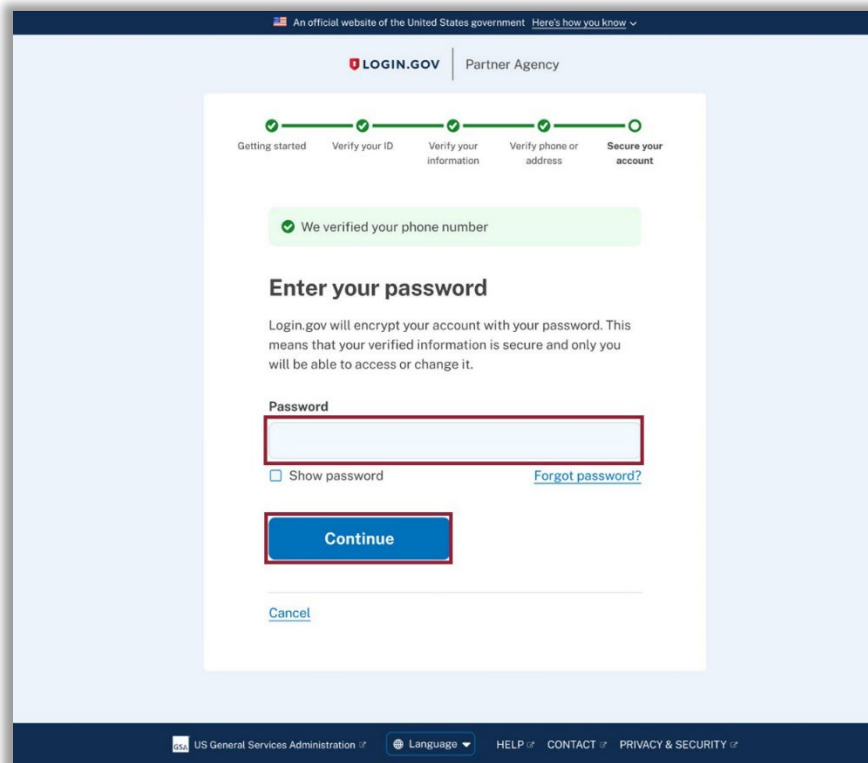 An official website of the United States government Here's how you know
LOGIN.GOV Partner Agency
Getting started Verify your ID Verify your information Verify phone or address Secure your account
We verified your phone number
Enter your password
Login.gov will encrypt your account with your password. This
means that your verified information is secure and only you
will be able to access or change it.
Password
Show password Forgot password?
Continue
Cancel
GSA US General Services Administration Language HELP CONTACT PRIVACY & SECURITY